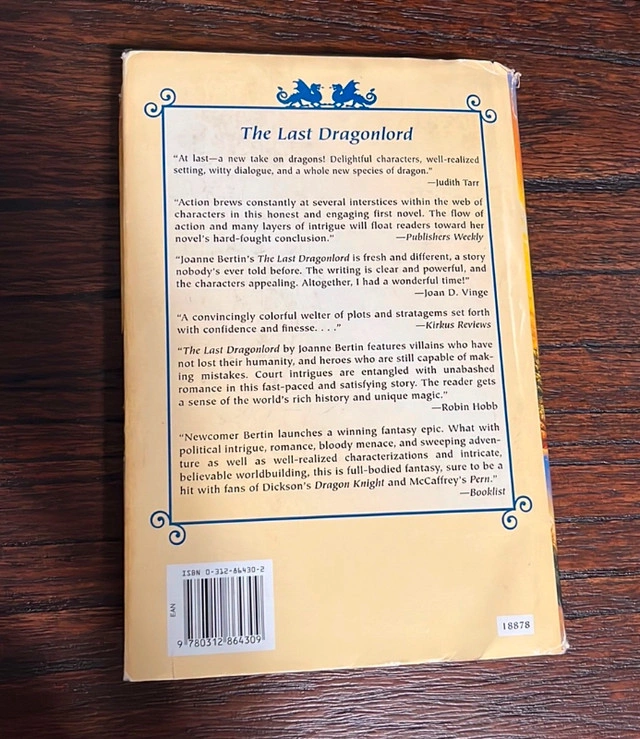 The Last Dragonlord
"At last—a new take on dragons! Delightful characters, well-realized
setting, witty dialogue, and a whole new species of dragon."
—Judith Tarr
"Action brews constantly at several interstices within the web of
characters in this honest and engaging first novel. The flow of
action and many layers of intrigue will float readers toward her
novel's hard-fought conclusion." —Publishers Weekly
"Joanne Bertin's The Last Dragonlord is fresh and different, a story
nobody's ever told before. The writing is clear and powerful, and
the characters appealing. Altogether, I had a wonderful time!"
—Joan D. Vinge
"A convincingly colorful welter of plots and stratagems set forth
with confidence and finesse. . . ." —Kirkus Reviews
"The Last Dragonlord by Joanne Bertin features villains who have
not lost their humanity, and heroes who are still capable of mak-
ing mistakes. Court intrigues are entangled with unabashed
romance in this fast-paced and satisfying story. The reader gets
a sense of the world's rich history and unique magic."
—Robin Hobb
"Newcomer Bertin launches a winning fantasy epic. What with
political intrigue, romance, bloody menace, and sweeping adven-
ture as well as well-realized characterizations and intricate,
believable worldbuilding, this is full-bodied fantasy, sure to be a
hit with fans of Dickson's Dragon Knight and McCaffrey's Pern."
—Booklist
ISBN 0-312-86430-2
EAN
9 780312 864309
18878